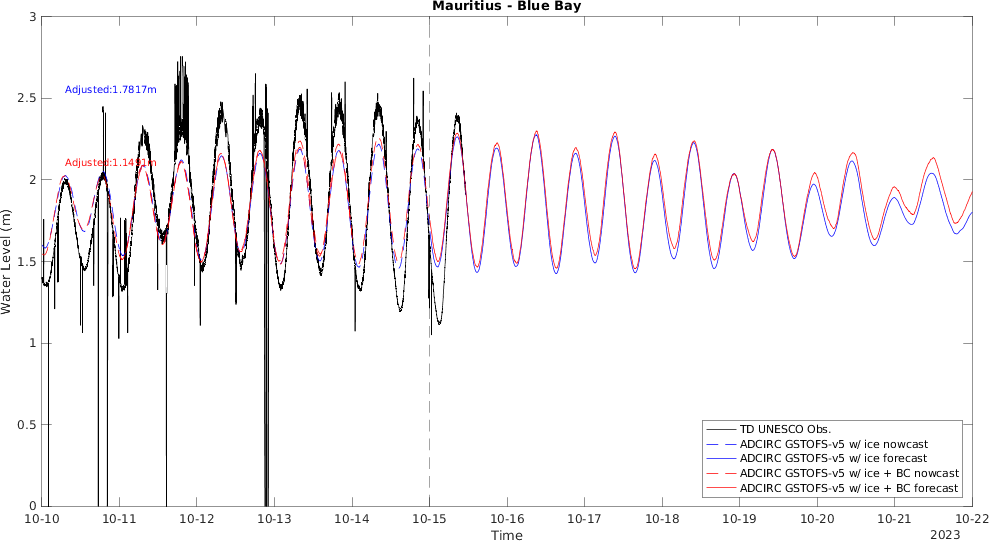 Mauritius - Blue Bay
Water Level (m)
3
2.5
2
1.5
1
0.5
0
Adjusted:1.7817m
Adjusted:1.1491m
TD UNESCO Obs.
ADCIRC GSTOFS-v5 w/ ice nowcast
ADCIRC GSTOFS-v5 w/ ice forecast
ADCIRC GSTOFS-v5 w/ ice + BC nowcast
ADCIRC GSTOFS-v5 w/ ice + BC forecast
10-10 10-11 10-12 10-13 10-14 10-15 10-16 10-17 10-18 10-19 10-20 10-21 10-22
Time
2023